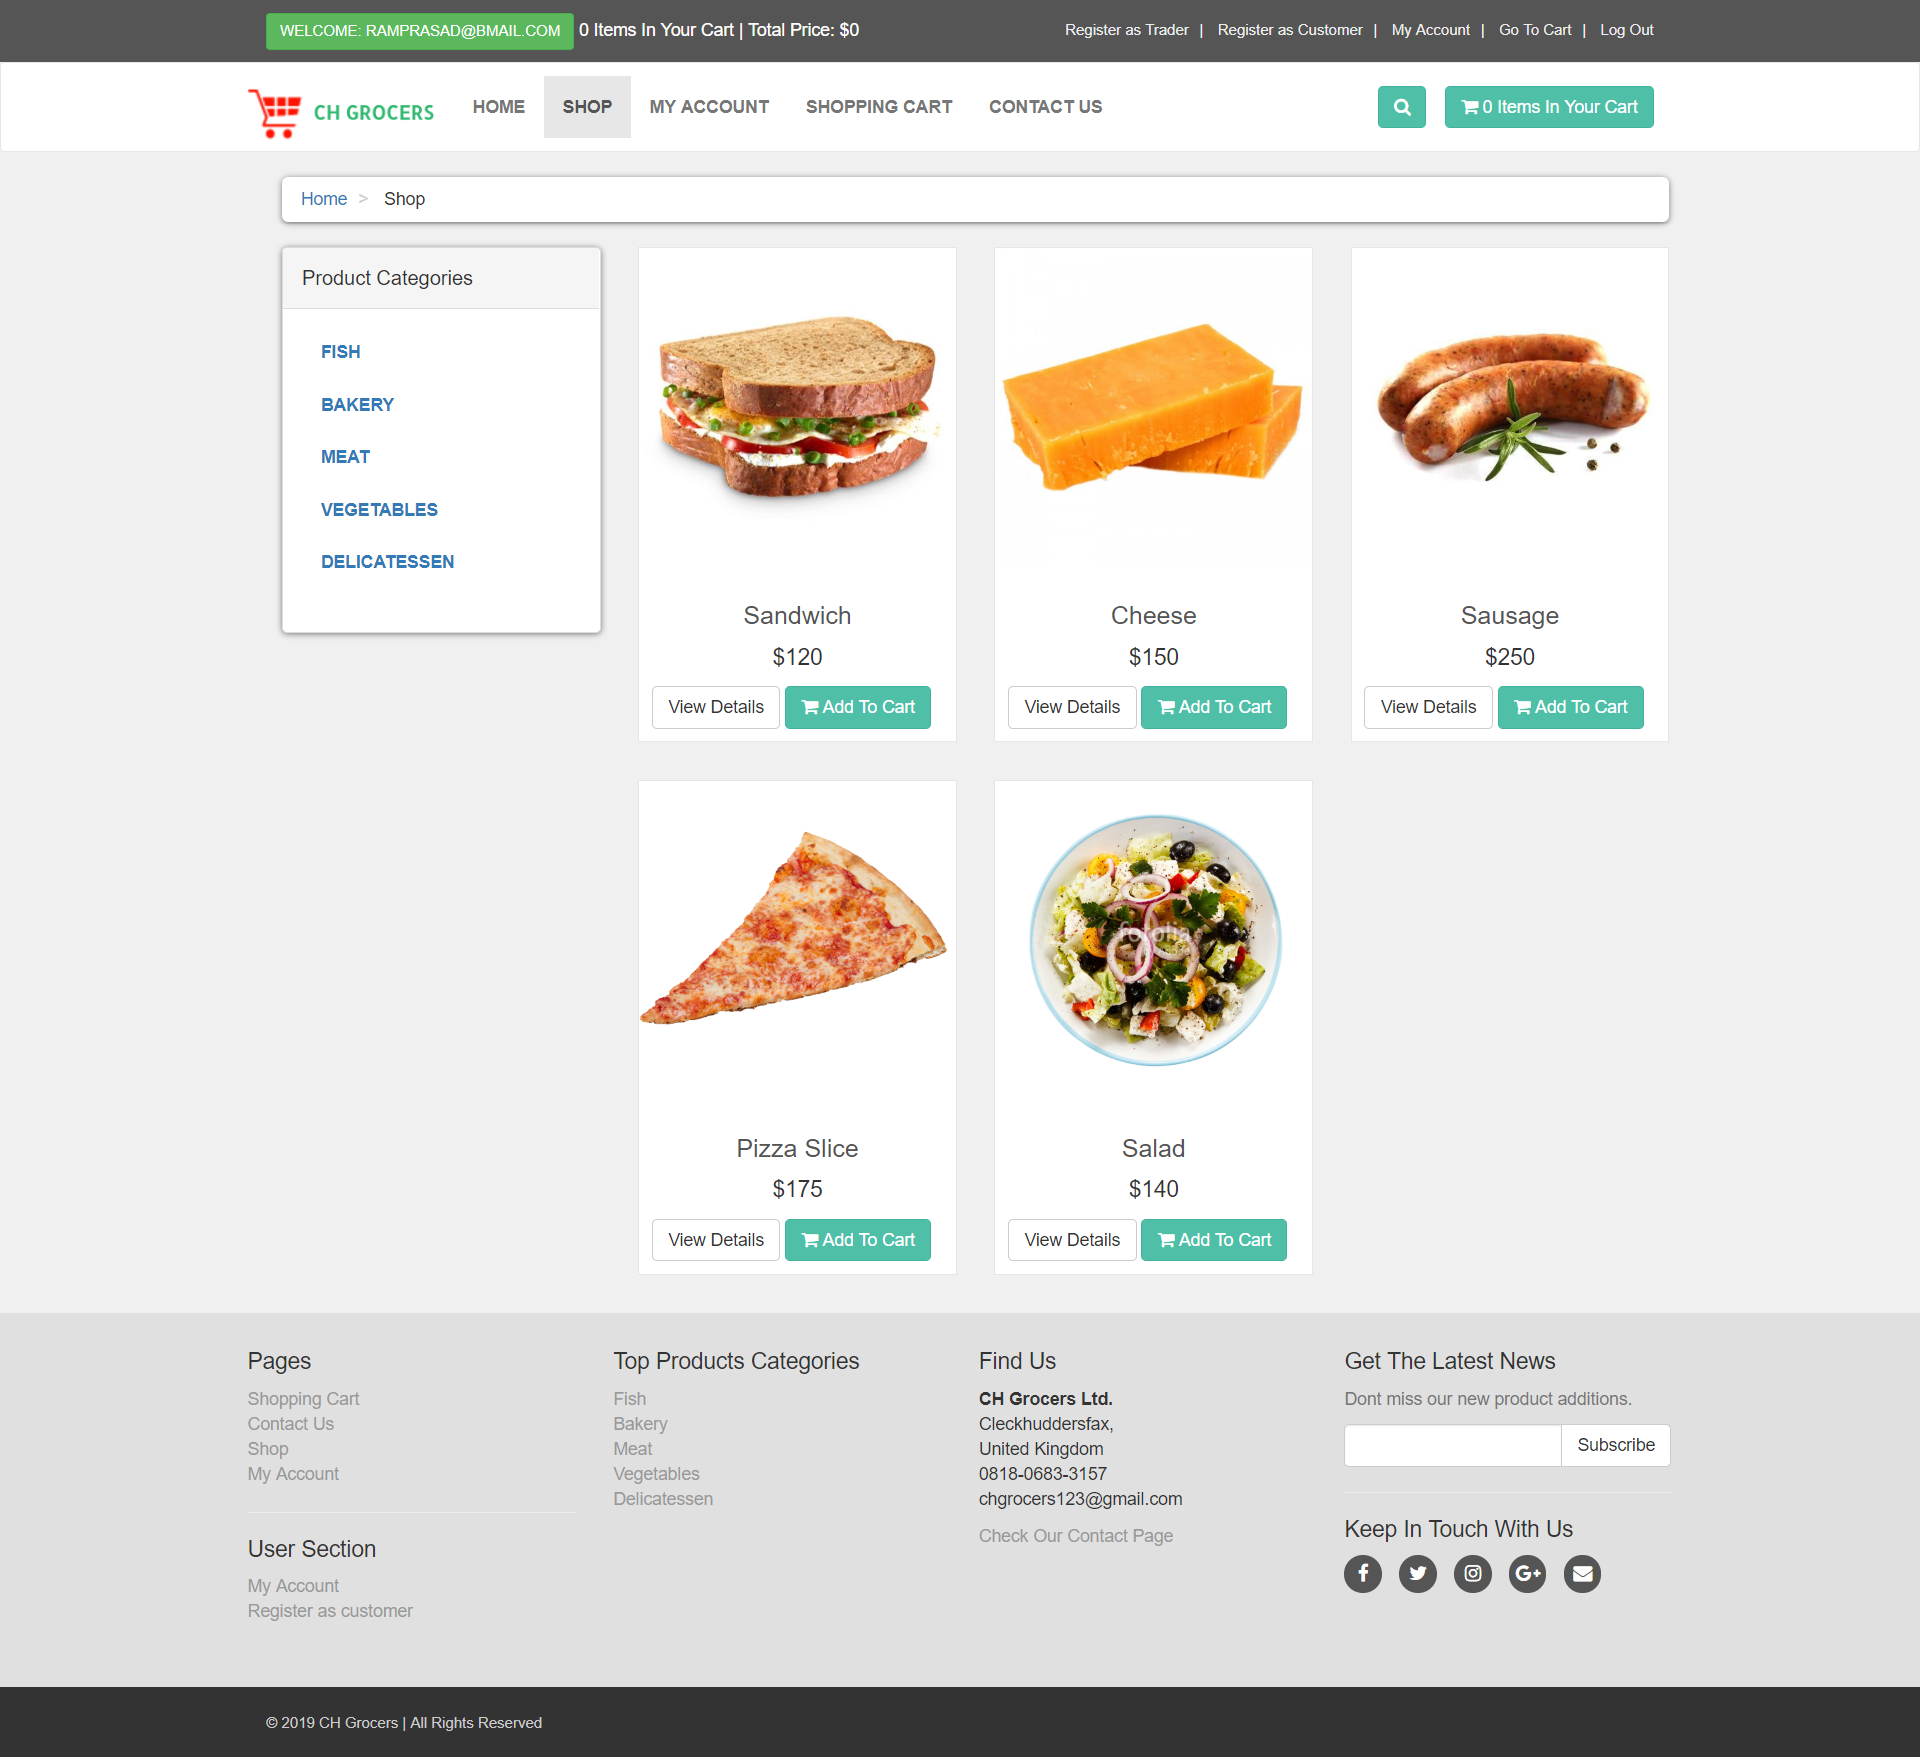 WELCOME: RAMPRASAD@BMAIL.COM 0 Items In Your Cart | Total Price: $0
Register as Trader | Register as Customer | My Account | Go To Cart | Log Out
CH GROCERS
HOME SHOP MY ACCOUNT SHOPPING CART CONTACT US
0 Items In Your Cart
Home > Shop
Product Categories
FISH
BAKERY
MEAT
VEGETABLES
DELICATESSEN
Sandwich
$120
View Details Add To Cart
Cheese
$150
View Details Add To Cart
Sausage
$250
View Details Add To Cart
Pizza Slice
$175
View Details Add To Cart
fotolia
Salad
$140
View Details Add To Cart
Pages
Shopping Cart
Contact Us
Shop
My Account
User Section
My Account
Register as customer
Top Products Categories
Fish
Bakery
Meat
Vegetables
Delicatessen
Find Us
CH Grocers Ltd.
Cleckhuddersfax,
United Kingdom
0818-0683-3157
chgrocers123@gmail.com
Check Our Contact Page
Get The Latest News
Dont miss our new product additions.
Subscribe
Keep In Touch With Us
© 2019 CH Grocers | All Rights Reserved